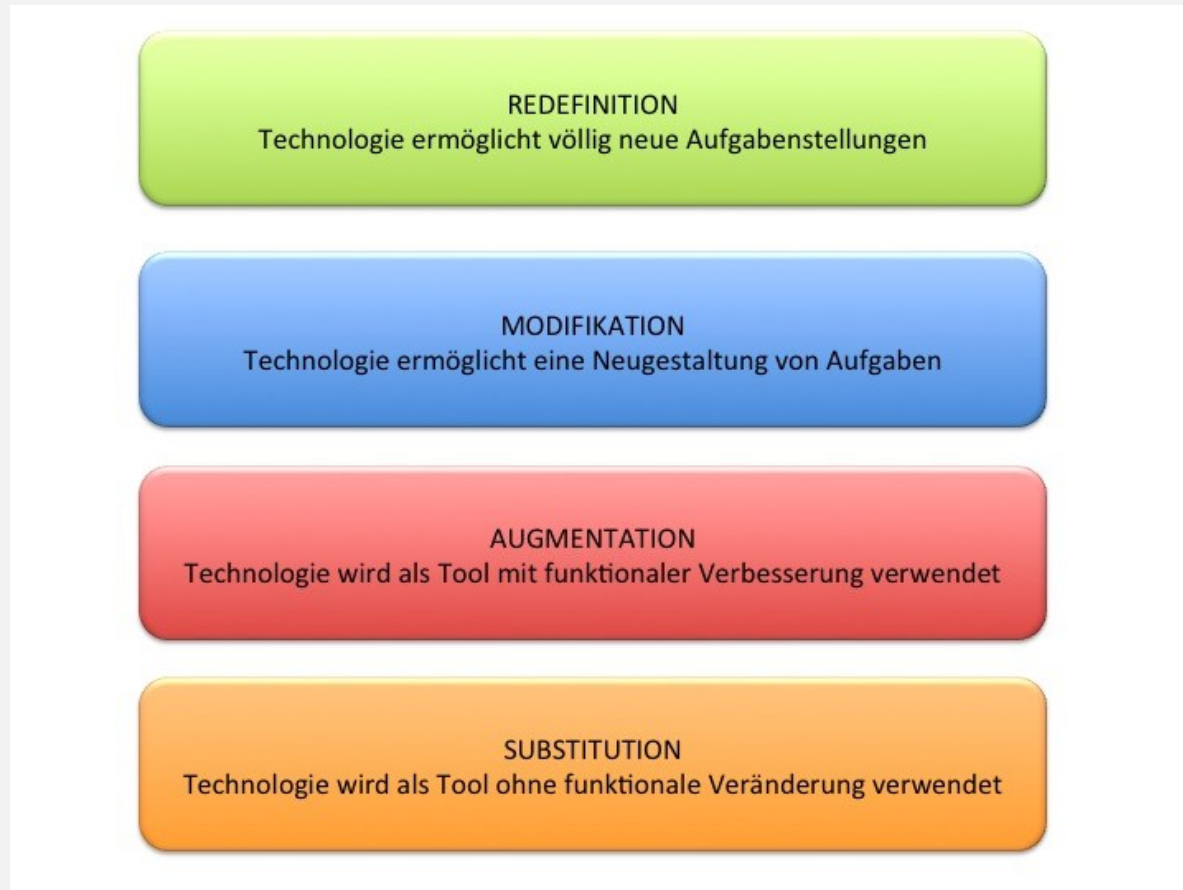 REDEFINITION
Technologie ermöglicht völlig neue Aufgabenstellungen
MODIFIKATION
Technologie ermöglicht eine Neugestaltung von Aufgaben
AUGMENTATION
Technologie wird als Tool mit funktionaler Verbesserung verwendet
SUBSTITUTION
Technologie wird als Tool ohne funktionale Veränderung verwendet